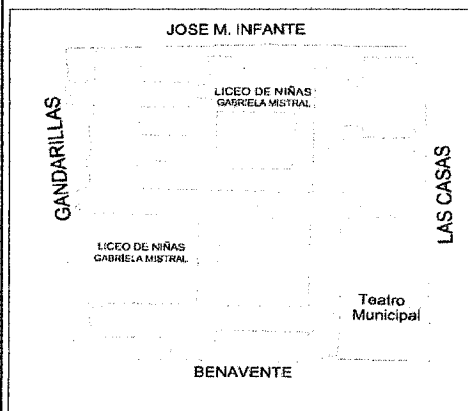 JOSE M. INFANTE
LICEO DE NIÑAS
GABRIELA MISTRAL
GANDARILLAS
LAS CASAS
LICEO DE NIÑAS
GABRIELA MISTRAL
Teatro
Municipal
BENAVENTE